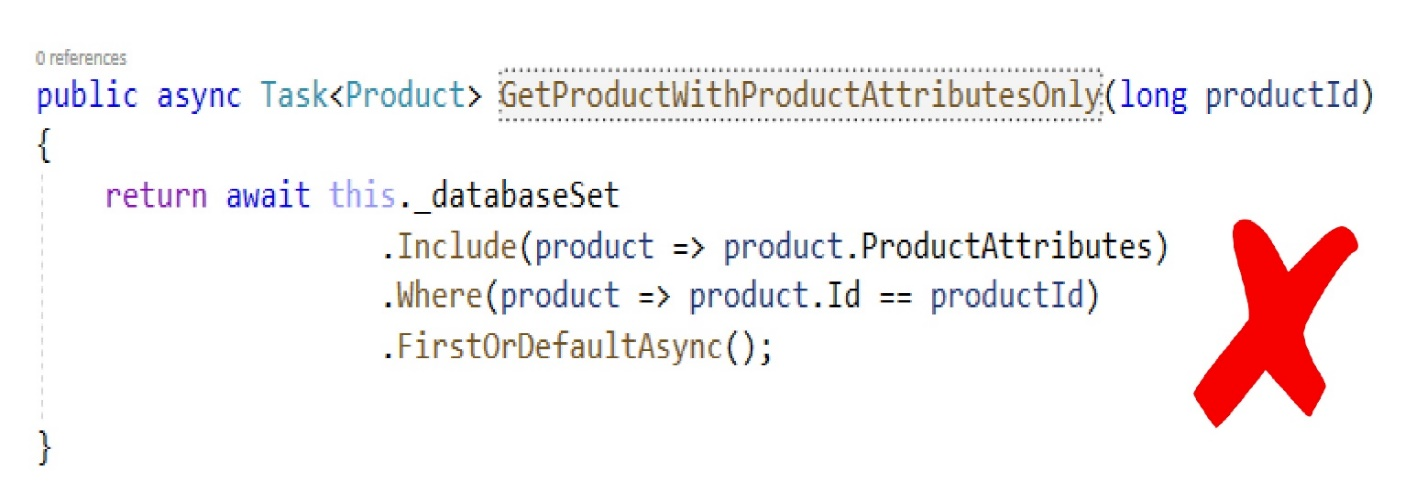 0 references
public async Task<Product> GetProductWithProductAttributesOnly(long productId)
{
return await this._databaseSet
.Include(product => product.ProductAttributes)
.Where(product => product.Id == productId)
.FirstOrDefaultAsync();
}